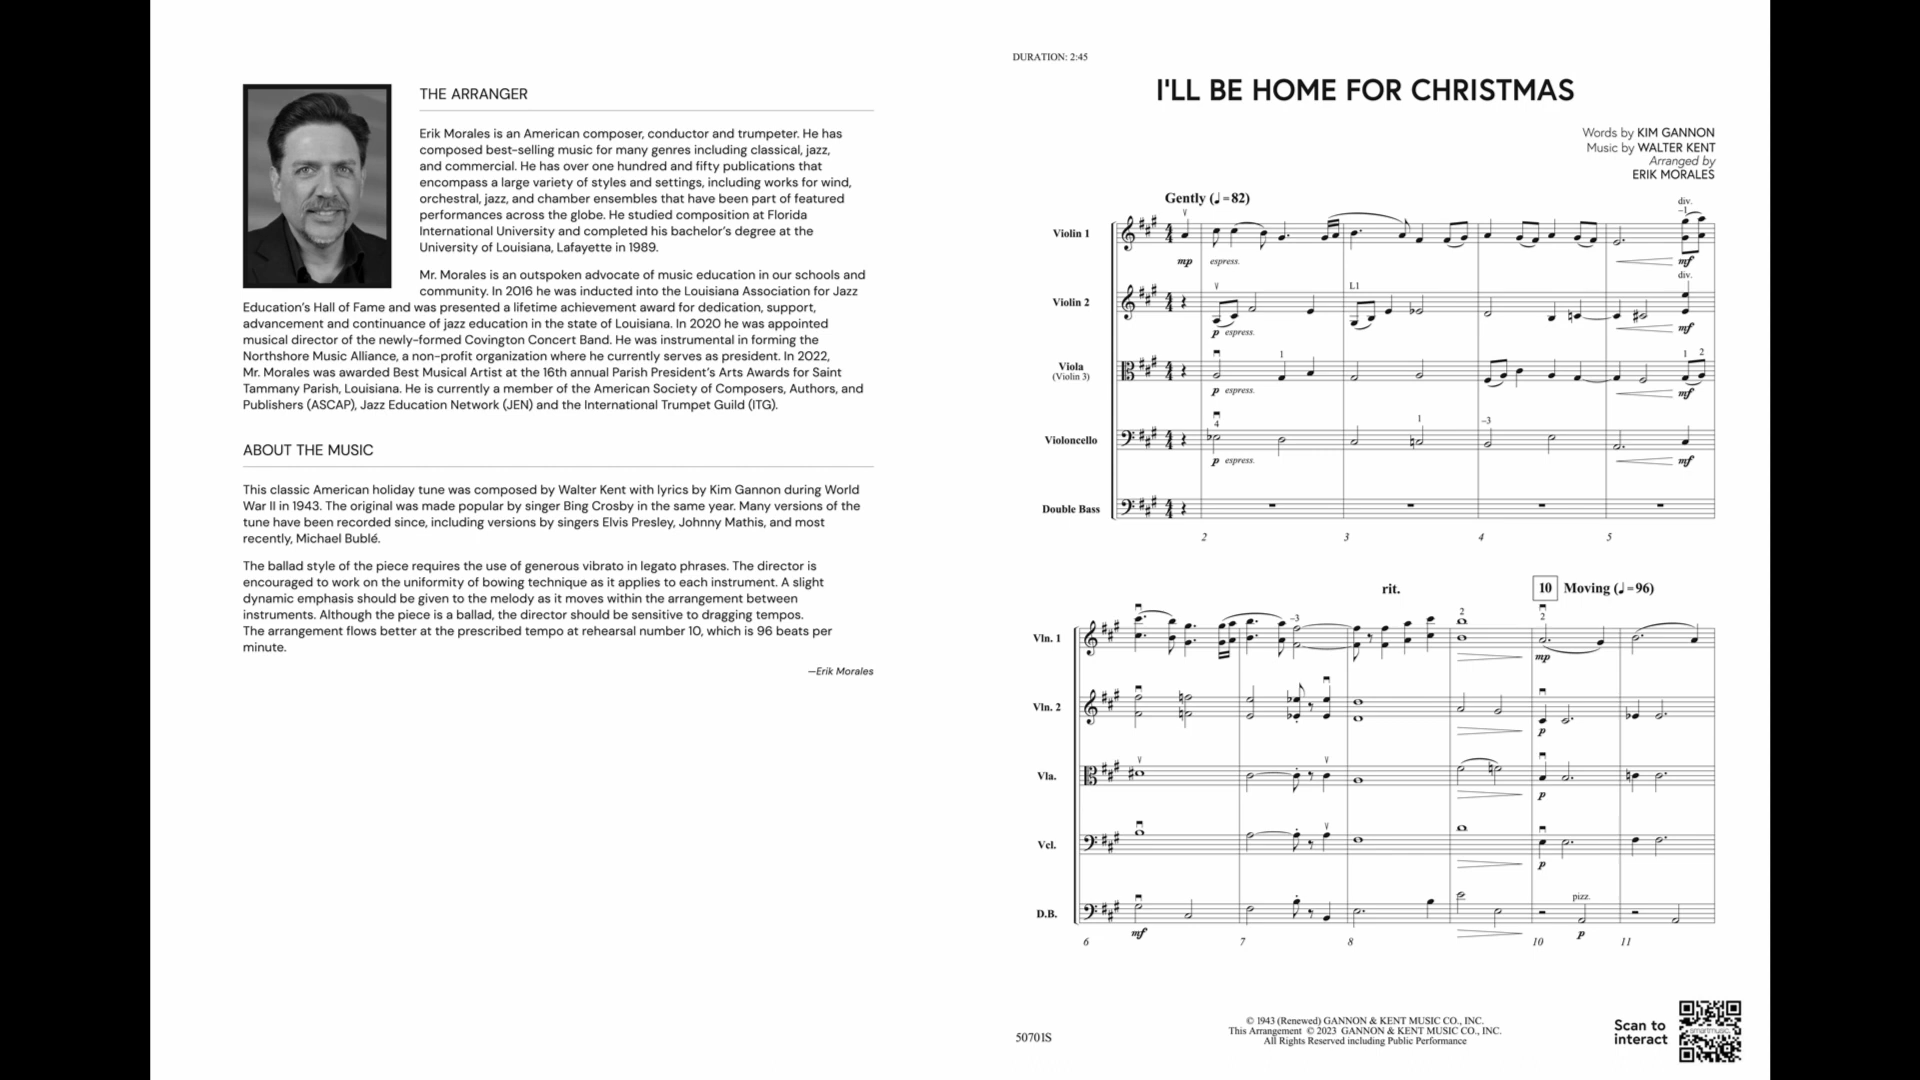 THE ARRANGER
Erik Morales is an American composer, conductor and trumpeter. He has
composed best-selling music for many genres including classical, jazz,
and commercial. He has over one hundred and fifty publications that
encompass a large variety of styles and settings, including works for wind,
orchestral, jazz, and chamber ensembles that have been part of featured
performances across the globe. He studied composition at Florida
International University and completed his bachelor's degree at the
University of Louisiana, Lafayette in 1989.
Mr. Morales is an outspoken advocate of music education in our schools and
community. In 2016 he was inducted into the Louisiana Association for Jazz
Education's Hall of Fame and was presented a lifetime achievement award for dedication, support,
advancement and continuance of jazz education in the state of Louisiana. In 2020 he was appointed
musical director of the newly-formed Covington Concert Band. He was instrumental in forming the
Northshore Music Alliance, a non-profit organization where he currently serves as president. In 2022,
Mr. Morales was awarded Best Musical Artist at the 16th annual Parish President's Arts Awards for Saint
Tammany Parish, Louisiana. He is currently a member of the American Society of Composers, Authors, and
Publishers (ASCAP), Jazz Education Network (JEN) and the International Trumpet Guild (ITG).
ABOUT THE MUSIC
This classic American holiday tune was composed by Walter Kent with lyrics by Kim Gannon during World
War II in 1943. The original was made popular by singer Bing Crosby in the same year. Many versions of the
tune have been recorded since, including versions by singers Elvis Presley, Johnny Mathis, and most
recently, Michael Bublé.
The ballad style of the piece requires the use of generous vibrato in legato phrases. The director is
encouraged to work on the uniformity of bowing technique as it applies to each instrument. A slight
dynamic emphasis should be given to the melody as it moves within the arrangement between
instruments. Although the piece is a ballad, the director should be sensitive to dragging tempos.
The arrangement flows better at the prescribed tempo at rehearsal number 10, which is 96 beats per
minute.
—Erik Morales
DURATION: 2:45
I'LL BE HOME FOR CHRISTMAS
Words by KIM GANNON
Music by WALTER KENT
Arranged by
ERIK MORALES
Gently (♩=82)
div.
–1
Violin 1
mp espress. mf
div.
L1
Violin 2
p espress. mf
1 1 2
Viola
(Violin 3)
p espress. mf
4 1 –3
Violoncello
p espress. mf
Double Bass
2 3 4 5
rit. 10 Moving (♩=96)
–3 2 2
Vln. 1
mp
Vln. 2
p
Vla.
p
Vcl.
p
pizz.
D.B.
mf p
6 7 8 10 11
50701S
© 1943 (Renewed) GANNON & KENT MUSIC CO., INC.
This Arrangement © 2023 GANNON & KENT MUSIC CO., INC.
All Rights Reserved including Public Performance
Scan to
interact
smartmusic